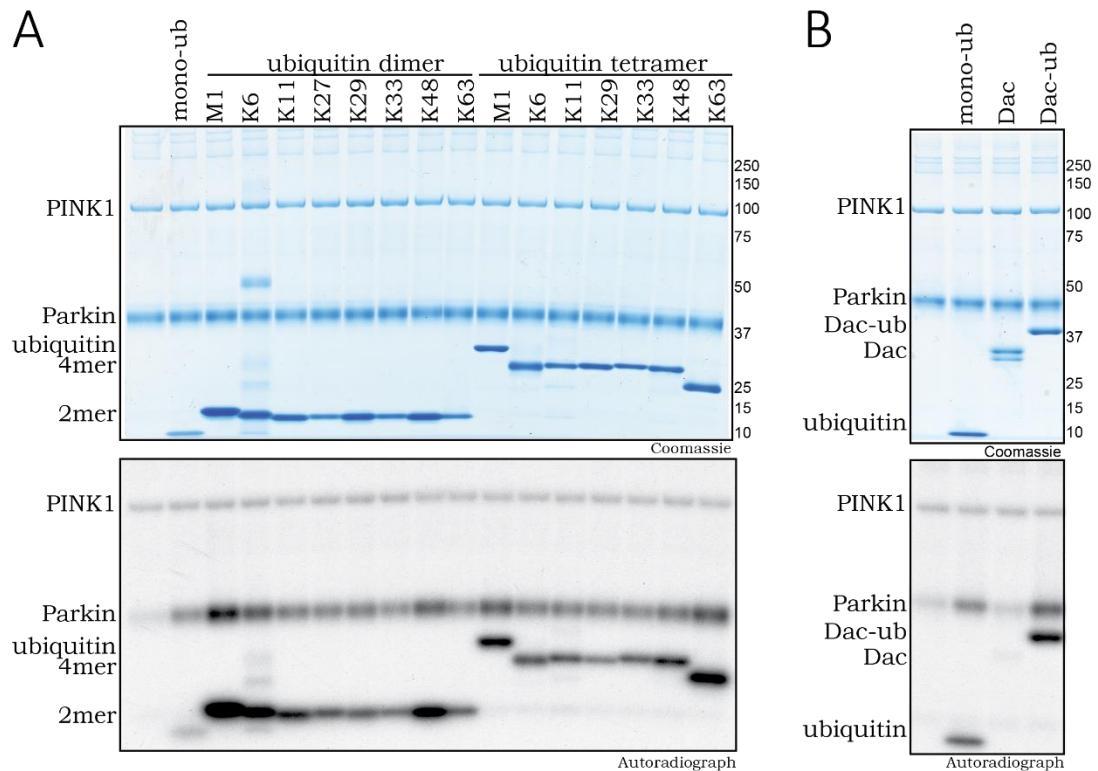 A
mono-ub
ubiquitin dimer
M1 K6 K11 K27 K29 K33 K48 K63
ubiquitin tetramer
M1 K6 K11 K29 K33 K48 K63
PINK1
Parkin
ubiquitin
4mer
2mer
250
150
100
75
50
37
25
15
10
Coomassie
PINK1
Parkin
ubiquitin
4mer
2mer
Autoradiograph
B
mono-ub
Dac
Dac-ub
PINK1
Parkin
Dac-ub
Dac
ubiquitin
250
150
100
75
50
37
25
15
10
Coomassie
PINK1
Parkin
Dac-ub
Dac
ubiquitin
Autoradiograph